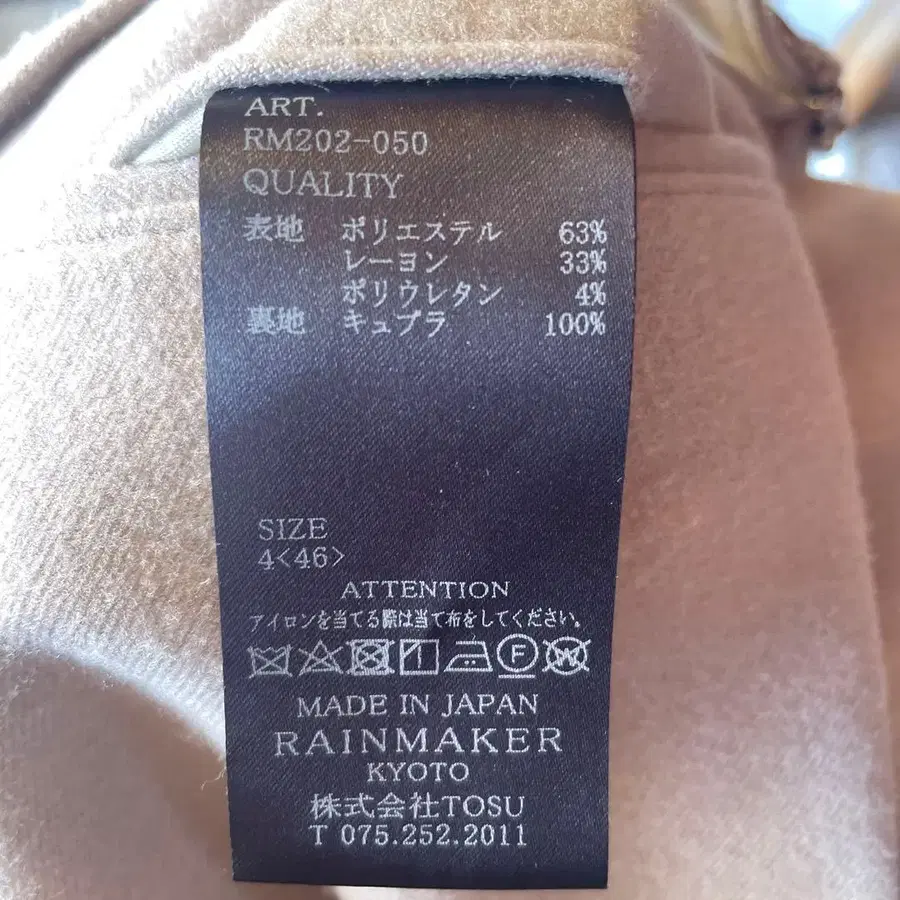 ART.
RM202-050
QUALITY
表地 ポリエステル 63%
レーヨン 33%
ポリウレタン 4%
裏地 キュプラ 100%
SIZE
4<46>
ATTENTION
アイロンを当てる際は当て布をしてください。
F W
MADE IN JAPAN
RAINMAKER
KYOTO
株式会社TOSU
T 075.252.2011